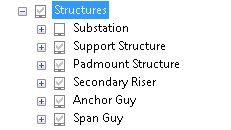 Structures
Substation
Support Structure
Padmount Structure
Secondary Riser
Anchor Guy
Span Guy